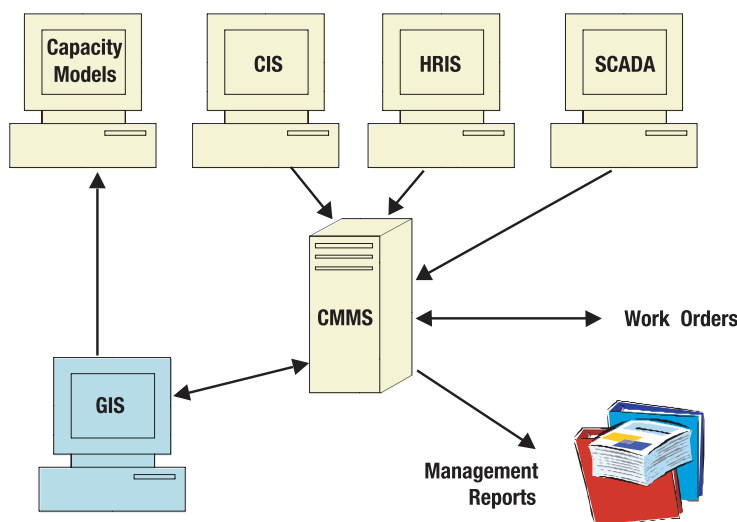 Capacity
Models
CIS
HRIS
SCADA
CMMS
Work Orders
GIS
Management
Reports